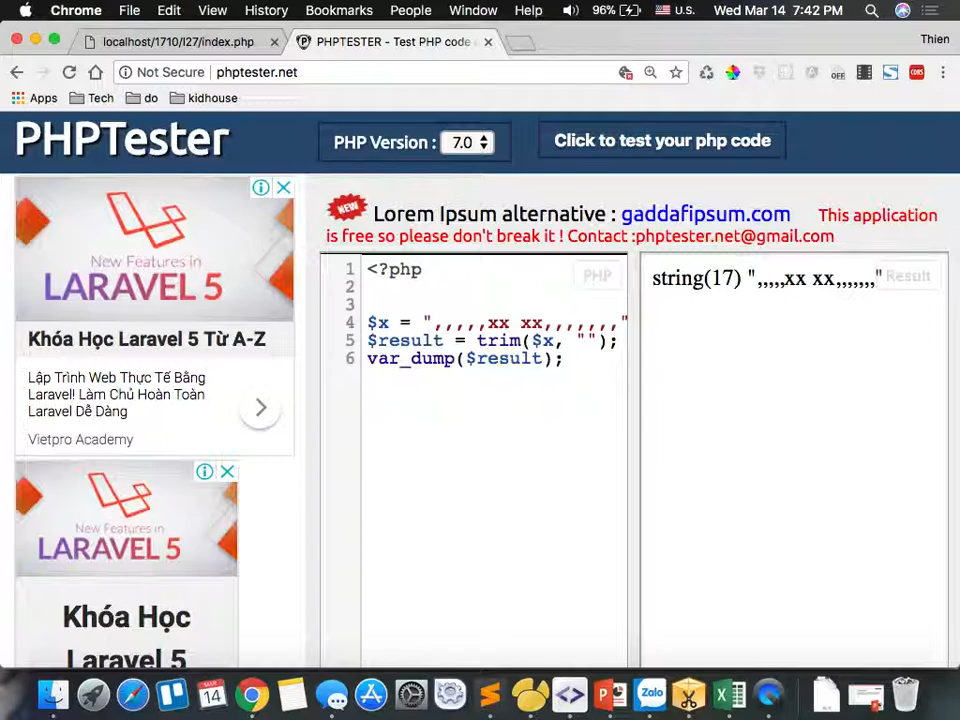 Chrome File Edit View History Bookmarks People Window Help 96% U.S. Wed Mar 14 7:42 PM
localhost/1710/l27/index.php PHPTESTER - Test PHP code Thien
Not Secure phptester.net OFF CORS
Apps Tech do kidhouse
PHPTester PHP Version : 7.0 Click to test your php code
NEW Lorem Ipsum alternative : gaddafipsum.com This application
is free so please don't break it ! Contact :phptester.net@gmail.com
New Features in
LARAVEL 5
Khóa Học Laravel 5 Từ A-Z
Lập Trình Web Thực Tế Bằng
Laravel! Làm Chủ Hoàn Toàn
Laravel Dễ Dàng
Vietpro Academy
New Features in
LARAVEL 5
Khóa Học
Laravel 5
PHP
1 <?php
2
3
4 $x = ",,,,,xx xx,,,,,,,"
5 $result = trim($x, "");
6 var_dump($result);
Result
string(17) ",,,,,xx xx,,,,,,,"
MAR
14
Zalo